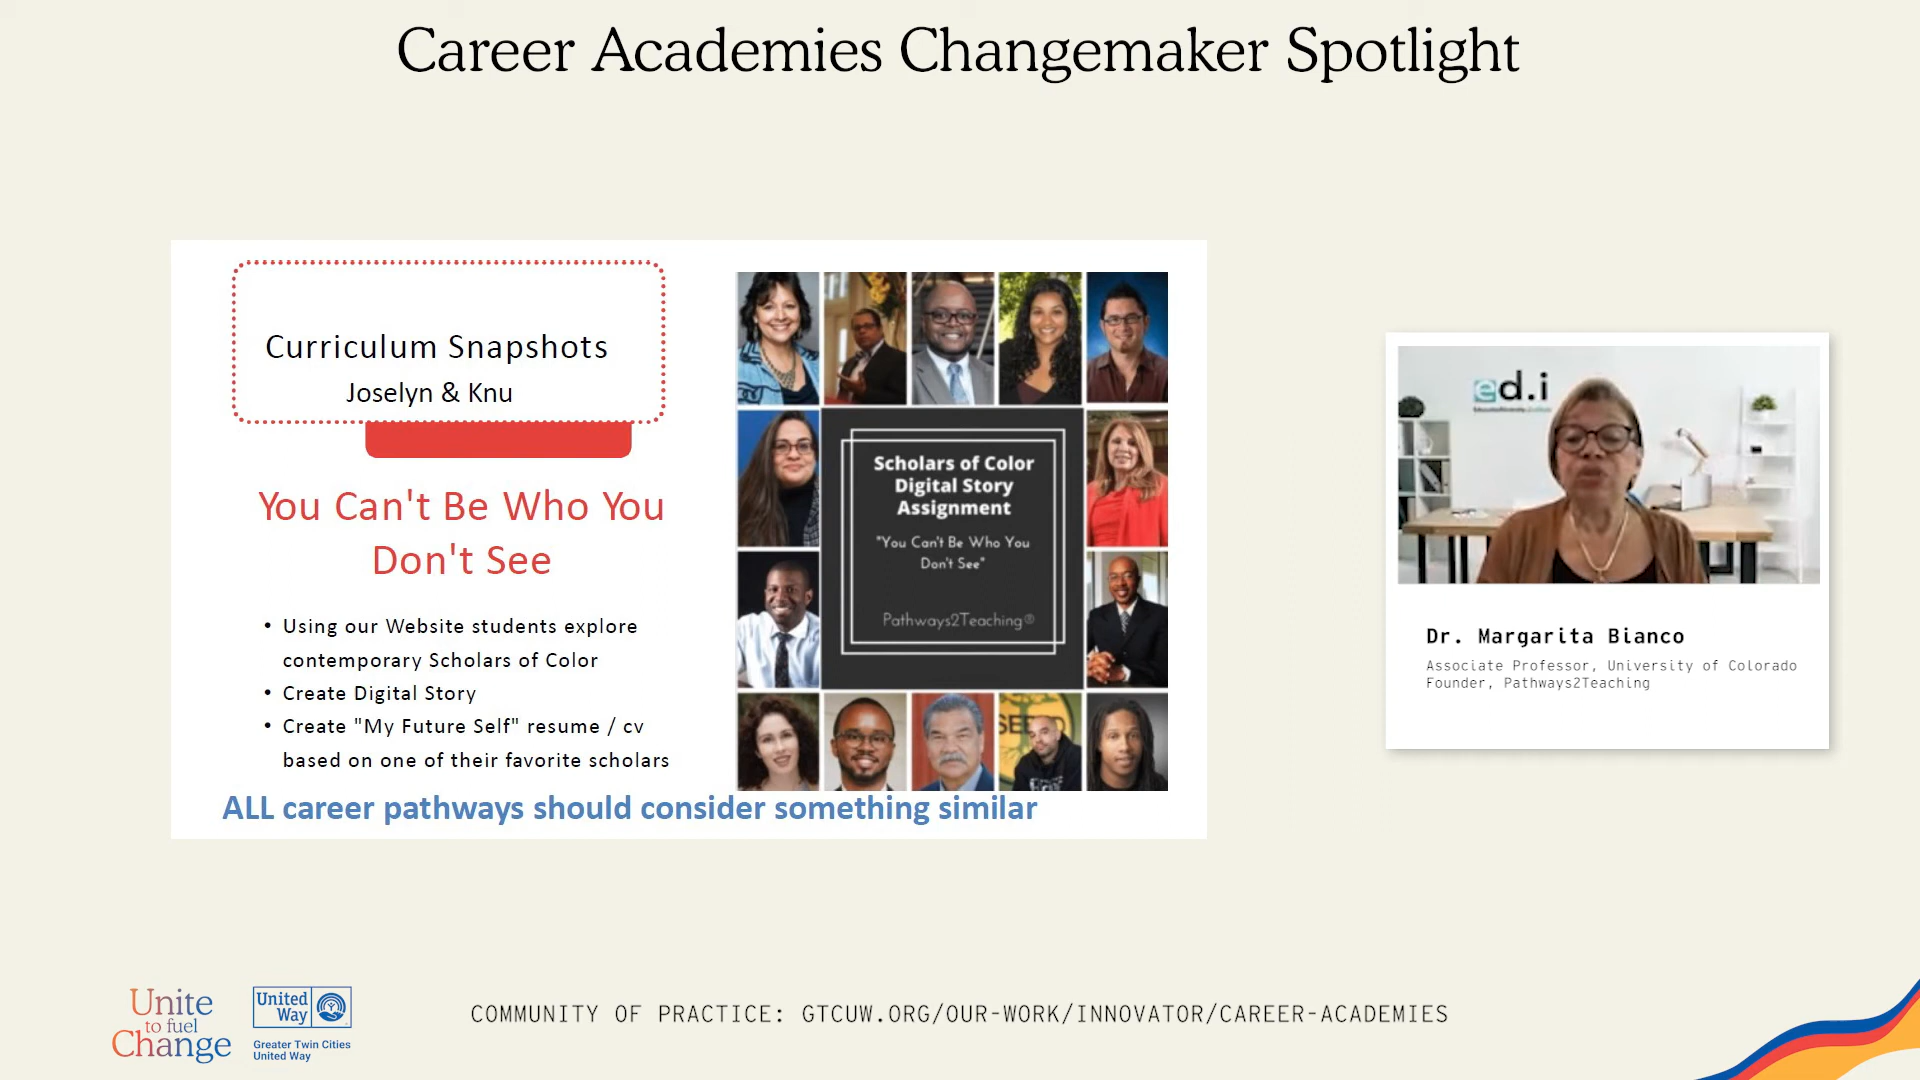 Career Academies Changemaker Spotlight
Curriculum Snapshots
Joselyn & Knu
You Can't Be Who You
Don't See
• Using our Website students explore
contemporary Scholars of Color
• Create Digital Story
• Create "My Future Self" resume / cv
based on one of their favorite scholars
ALL career pathways should consider something similar
Scholars of Color
Digital Story
Assignment
"You Can't Be Who You
Don't See"
Pathways2Teaching®
SEE
ed.i
Dr. Margarita Bianco
Associate Professor, University of Colorado
Founder, Pathways2Teaching
Unite
to fuel
Change
United
Way
Greater Twin Cities
United Way
COMMUNITY OF PRACTICE: GTCUW.ORG/OUR-WORK/INNOVATOR/CAREER-ACADEMIES